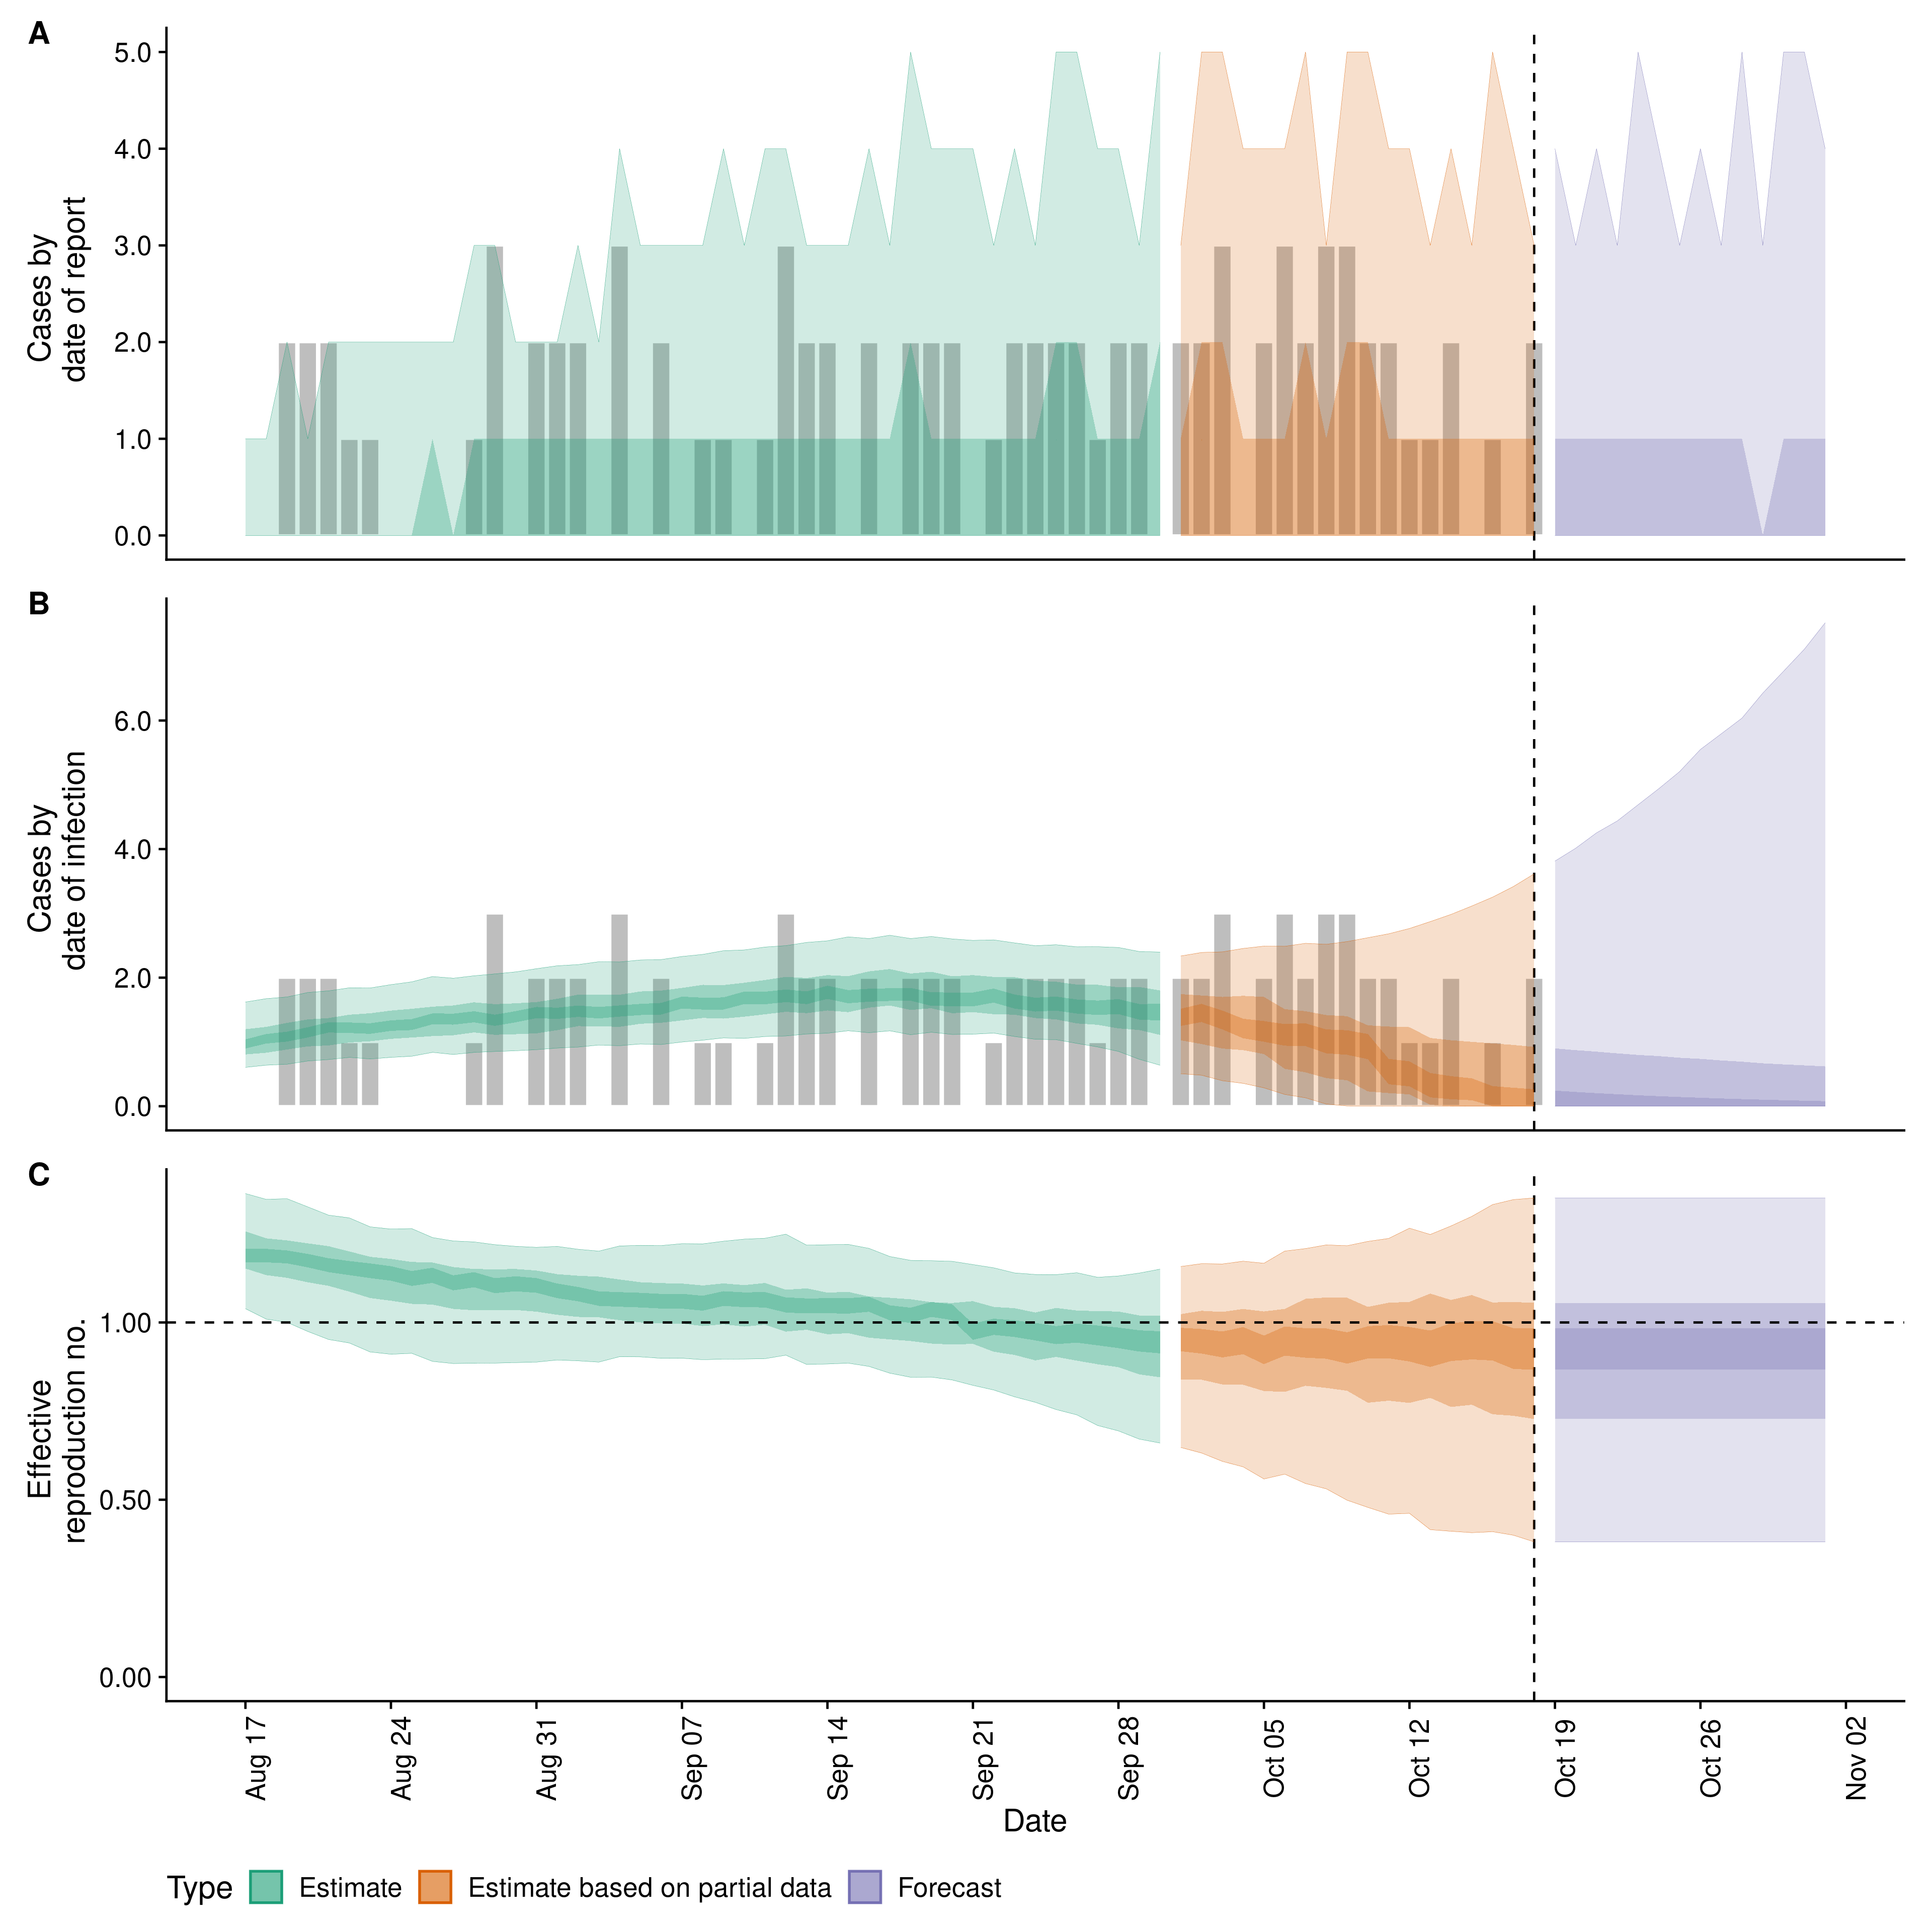 A
Cases by
date of report
5.0
4.0
3.0
2.0
1.0
0.0
B
Cases by
date of infection
6.0
4.0
2.0
0.0
C
Effective
reproduction no.
1.00
0.50
0.00
Aug 17
Aug 24
Aug 31
Sep 07
Sep 14
Sep 21
Sep 28
Oct 05
Oct 12
Oct 19
Oct 26
Nov 02
Date
Type Estimate Estimate based on partial data Forecast